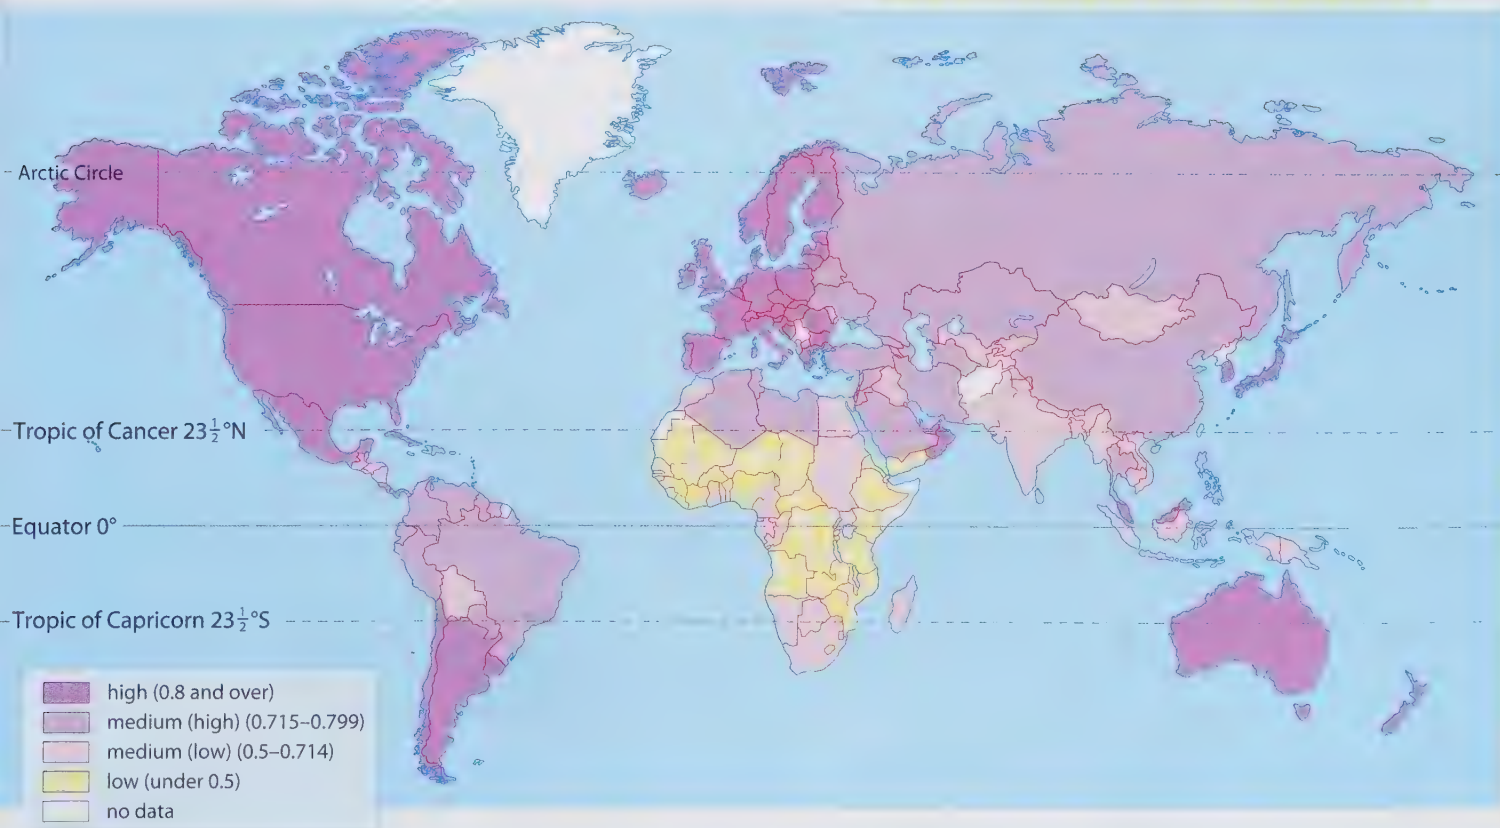 Arctic Circle
Tropic of Cancer 23½°N
Equator 0°
Tropic of Capricorn 23½°S
high (0.8 and over)
medium (high) (0.715–0.799)
medium (low) (0.5–0.714)
low (under 0.5)
no data